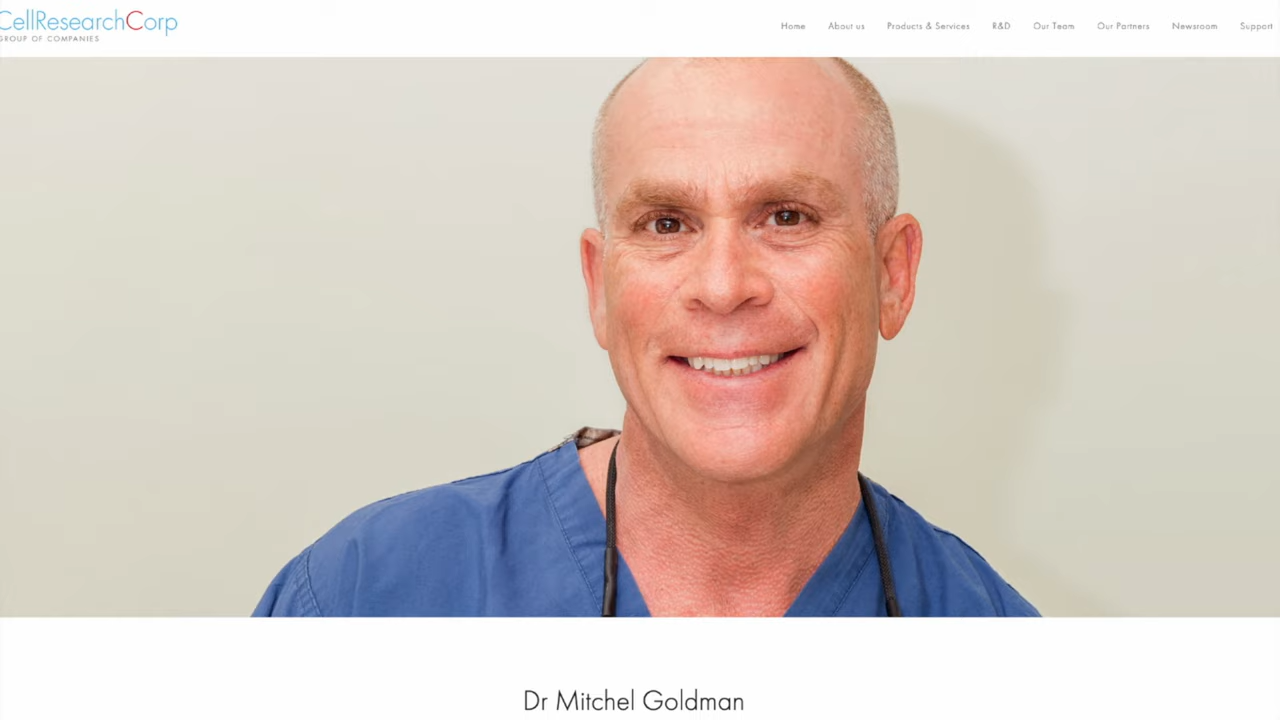 CellResearchCorp
GROUP OF COMPANIES
Home About us Products & Services R&D Our Team Our Partners Newsroom Support
Dr Mitchel Goldman